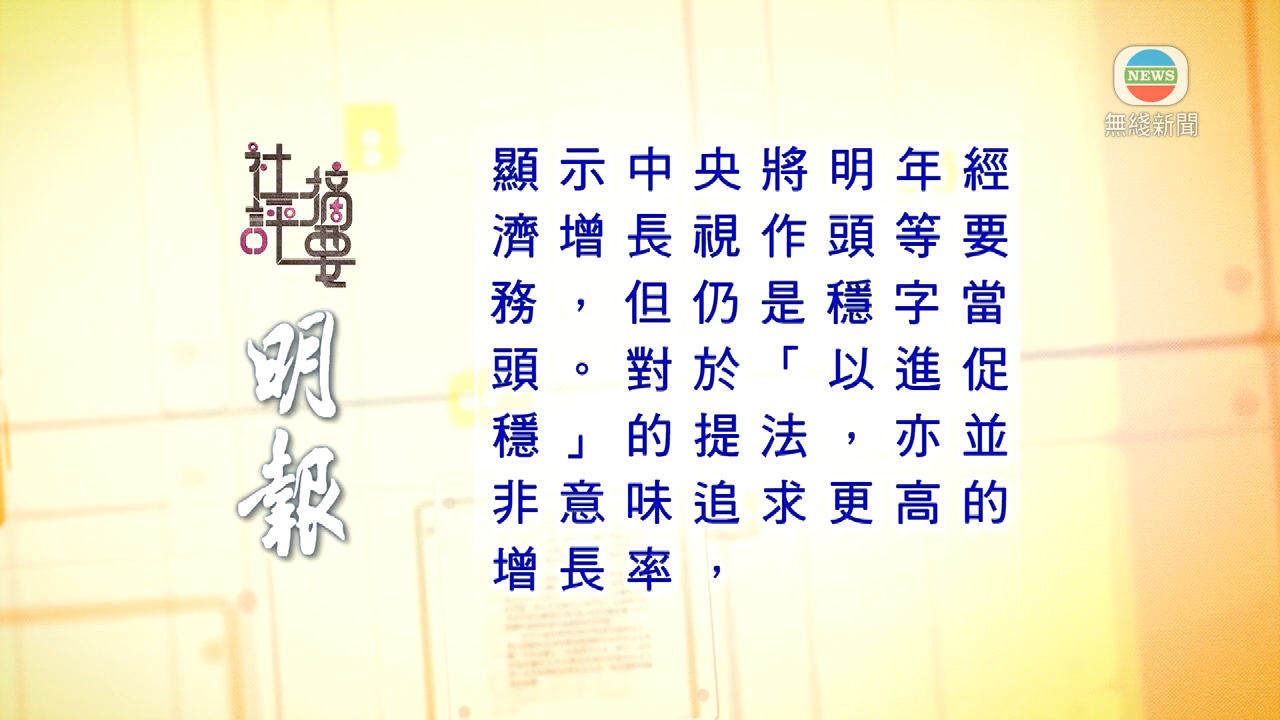 NEWS
無綫新聞
社評
摘要
明報
顯示中央將明年經
濟增長視作頭等要
務，但仍是穩字當
頭。對於「以進促
穩」的提法，亦並
非意味追求更高的
增長率，